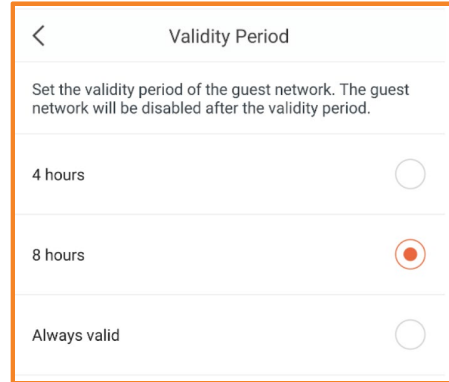 Validity Period
Set the validity period of the guest network. The guest
network will be disabled after the validity period.
4 hours
8 hours
Always valid